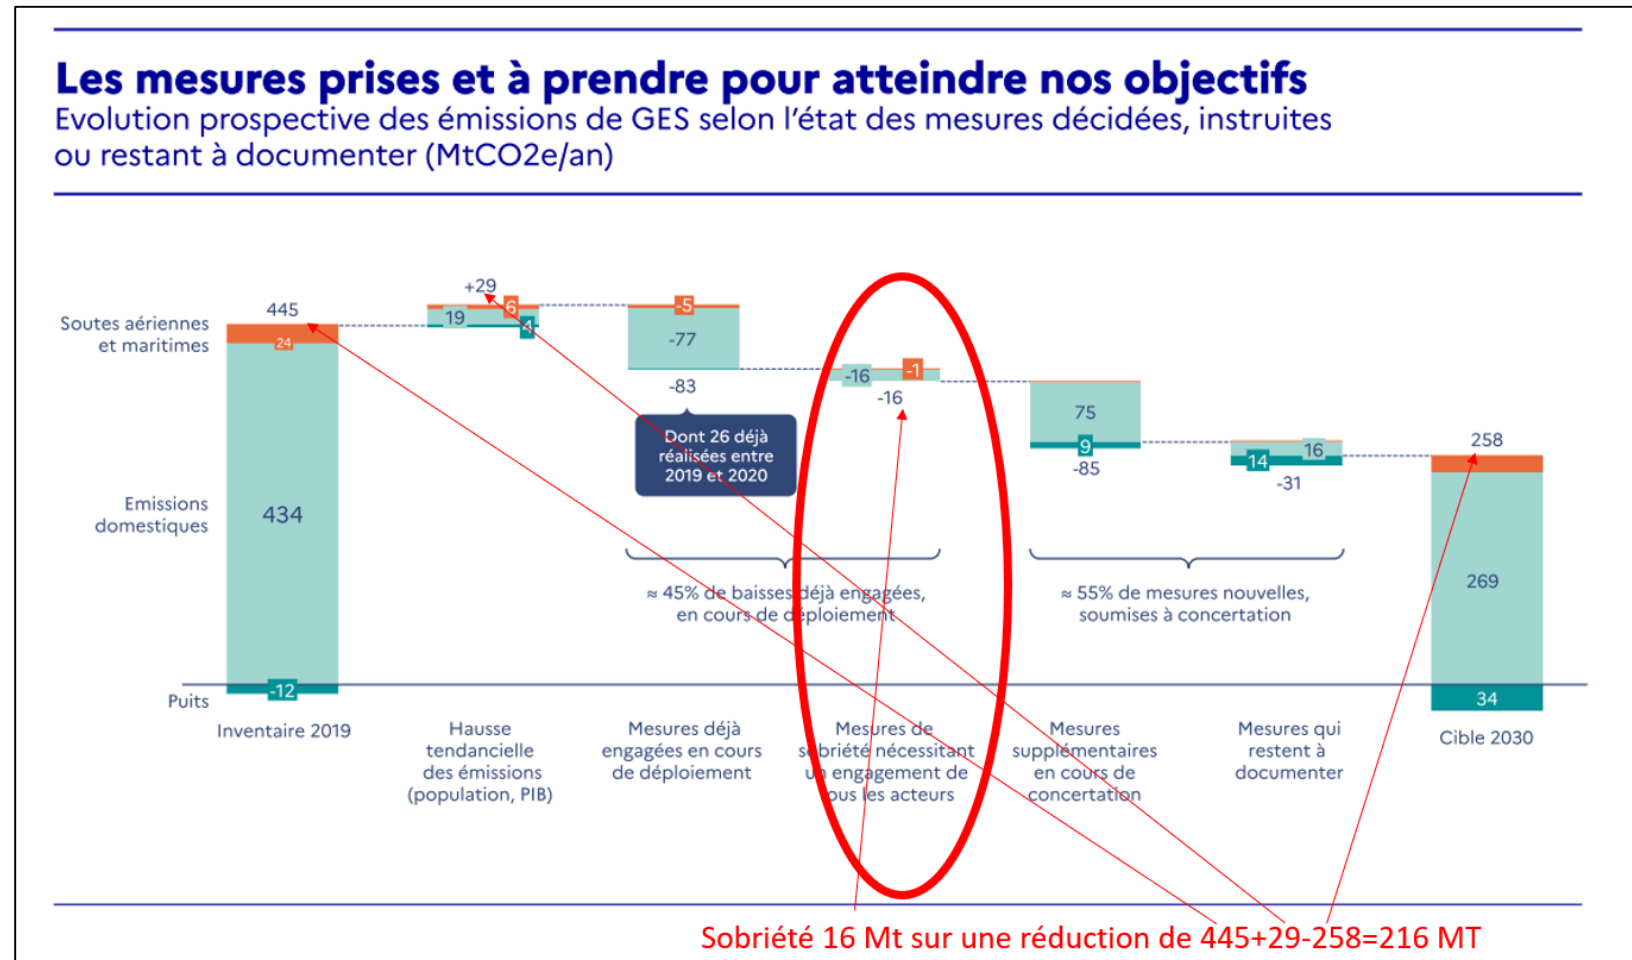 Les mesures prises et à prendre pour atteindre nos objectifs
Evolution prospective des émissions de GES selon l'état des mesures décidées, instruites
ou restant à documenter (MtCO2e/an)
Soutes aériennes
et maritimes
Emissions
domestiques
Puits
445
24
434
-12
Inventaire 2019
+29
6
19
4
Hausse
tendancielle
des émissions
(population, PIB)
-5
-77
-83
Dont 26 déjà
réalisées entre
2019 et 2020
Mesures déjà
engagées en cours
de déploiement
-16
-1
-16
≈ 45% de baisses déjà engagées,
en cours de déploiement
Mesures de
sobriété nécessitant
un engagement de
tous les acteurs
75
9
-85
Mesures
supplémentaires
en cours de
concertation
16
14
-31
≈ 55% de mesures nouvelles,
soumises à concertation
Mesures qui
restent à
documenter
258
269
34
Cible 2030
Sobriété 16 Mt sur une réduction de 445+29-258=216 MT